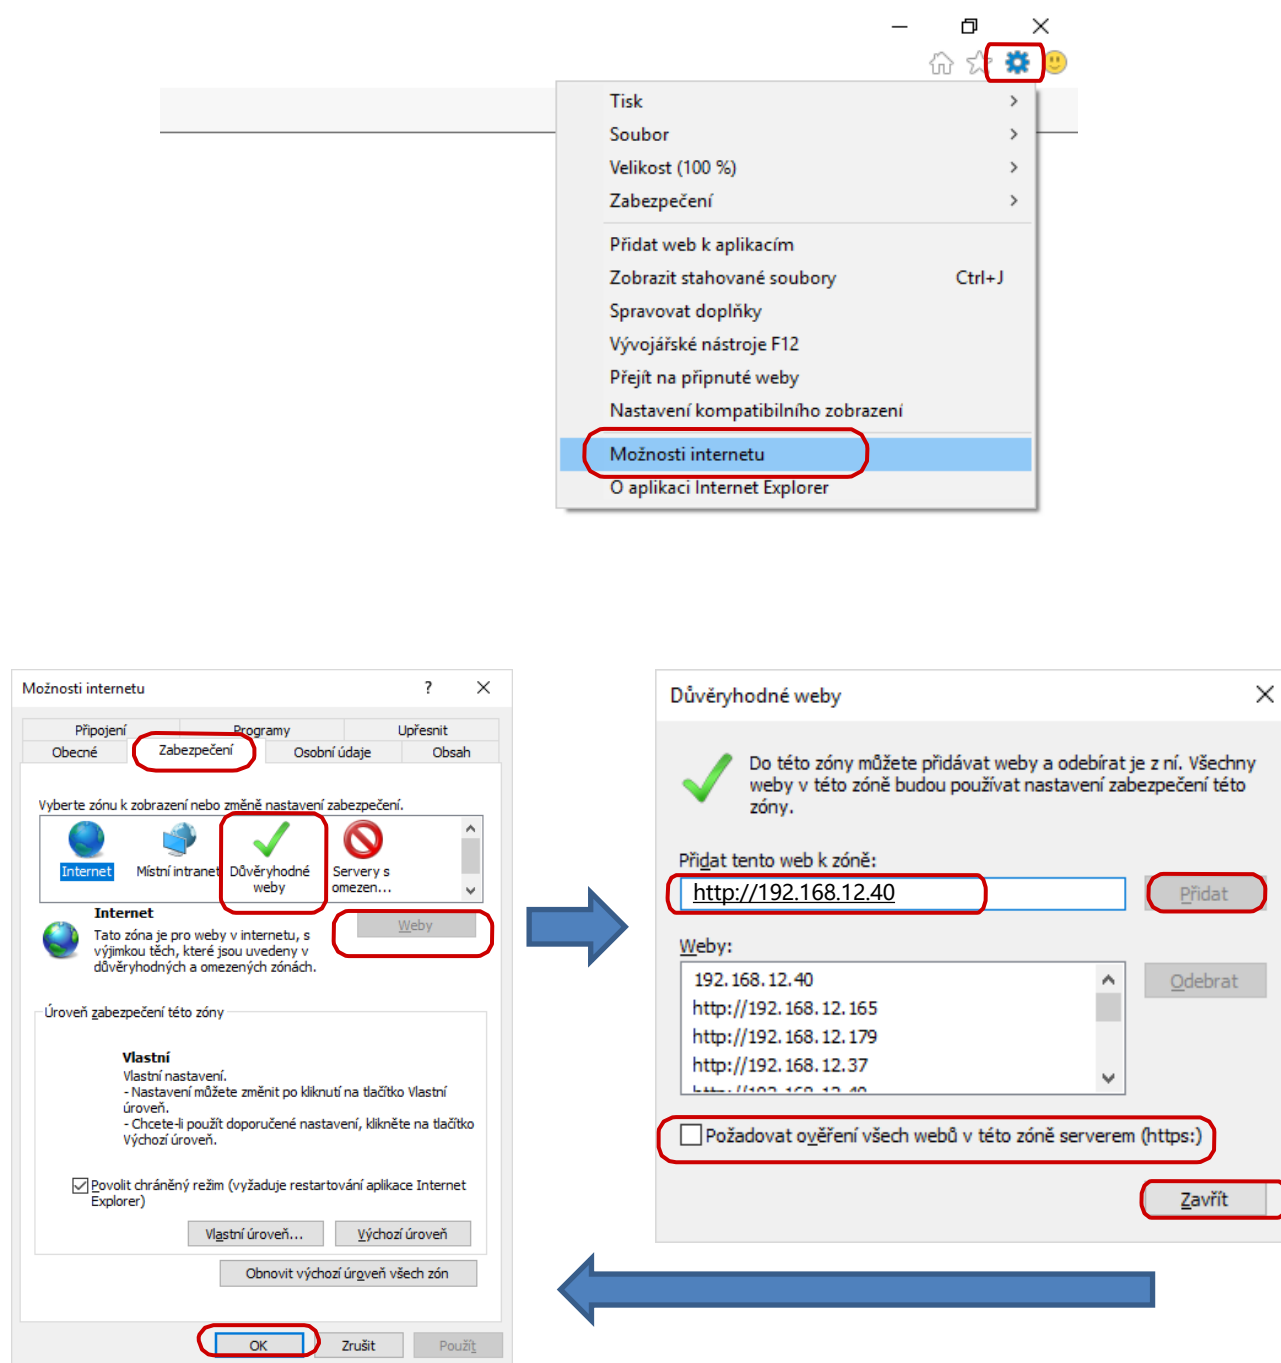 Tisk
Soubor
Velikost (100 %)
Zabezpečení
Přidat web k aplikacím
Zobrazit stahované soubory Ctrl+J
Spravovat doplňky
Vývojářské nástroje F12
Přejít na připnuté weby
Nastavení kompatibilního zobrazení
Možnosti internetu
O aplikaci Internet Explorer
Možnosti internetu
Připojení Programy Upřesnit
Obecné Zabezpečení Osobní údaje Obsah
Vyberte zónu k zobrazení nebo změně nastavení zabezpečení.
Internet Místní intranet Důvěryhodné weby Servery s omezen...
Internet
Weby
Tato zóna je pro weby v internetu, s
výjimkou těch, které jsou uvedeny v
důvěryhodných a omezených zónách.
Úroveň zabezpečení této zóny
Vlastní
Vlastní nastavení.
- Nastavení můžete změnit po kliknutí na tlačítko Vlastní
úroveň.
- Chcete-li použít doporučené nastavení, klikněte na tlačítko
Výchozí úroveň.
Povolit chráněný režim (vyžaduje restartování aplikace Internet
Explorer)
Vlastní úroveň... Výchozí úroveň
Obnovit výchozí úroveň všech zón
OK Zrušit Použít
Důvěryhodné weby
Do této zóny můžete přidávat weby a odebírat je z ní. Všechny
weby v této zóně budou používat nastavení zabezpečení této
zóny.
Přidat tento web k zóně:
http://192.168.12.40 Přidat
Weby:
192.168.12.40 Odebrat
http://192.168.12.165
http://192.168.12.179
http://192.168.12.37
Požadovat ověření všech webů v této zóně serverem (https:)
Zavřít